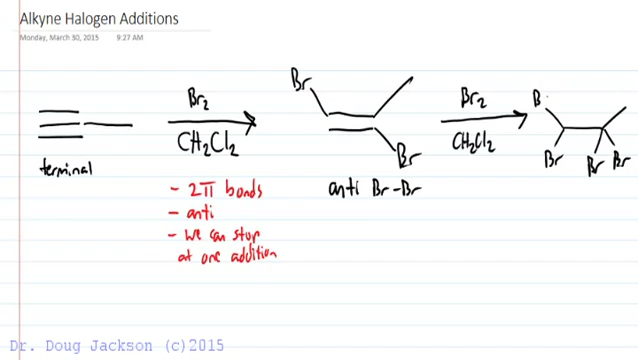 Alkyne Halogen Additions
Monday, March 30, 2015 9:27 AM
Br
Br₂
Br₂
B
CH₂Cl₂
CH₂Cl₂
Br
Br
Br
Br
terminal
anti Br-Br
- 2π bonds
- anti
- we can stop
at one addition
Dr. Doug Jackson (c)2015